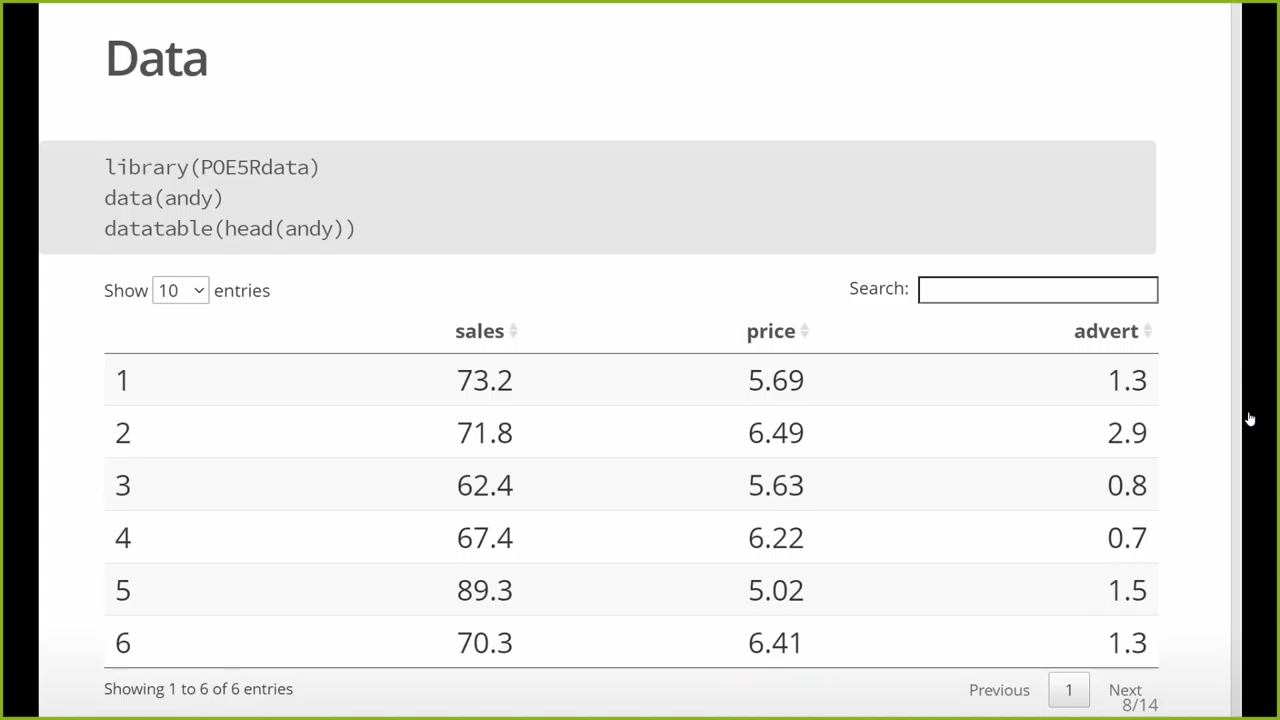 Data
library(POE5Rdata)
data(andy)
datatable(head(andy))
Show 10 entries Search:
sales price advert
1 73.2 5.69 1.3
2 71.8 6.49 2.9
3 62.4 5.63 0.8
4 67.4 6.22 0.7
5 89.3 5.02 1.5
6 70.3 6.41 1.3
Showing 1 to 6 of 6 entries Previous 1 Next
8/14